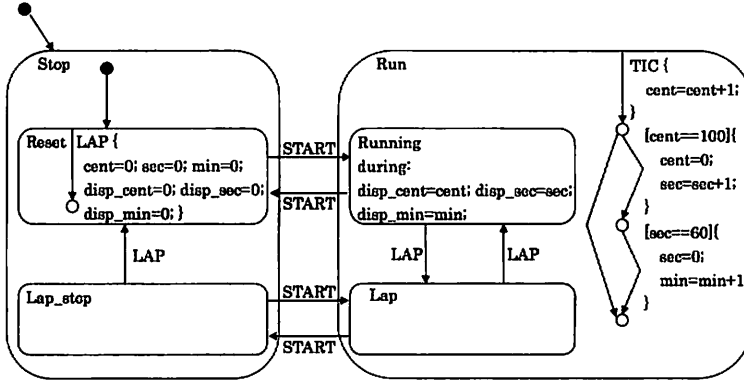 Stop
Run
TIC {
cent=cent+1;
}
Reset
LAP {
cent=0; sec=0; min=0;
disp_cent=0; disp_sec=0;
disp_min=0; }
START
START
Running
during:
disp_cent=cent; disp_sec=sec;
disp_min=min;
[cent==100]{
cent=0;
sec=sec+1;
}
[sec==60]{
sec=0;
min=min+1
}
LAP
LAP
LAP
Lap_stop
START
START
Lap